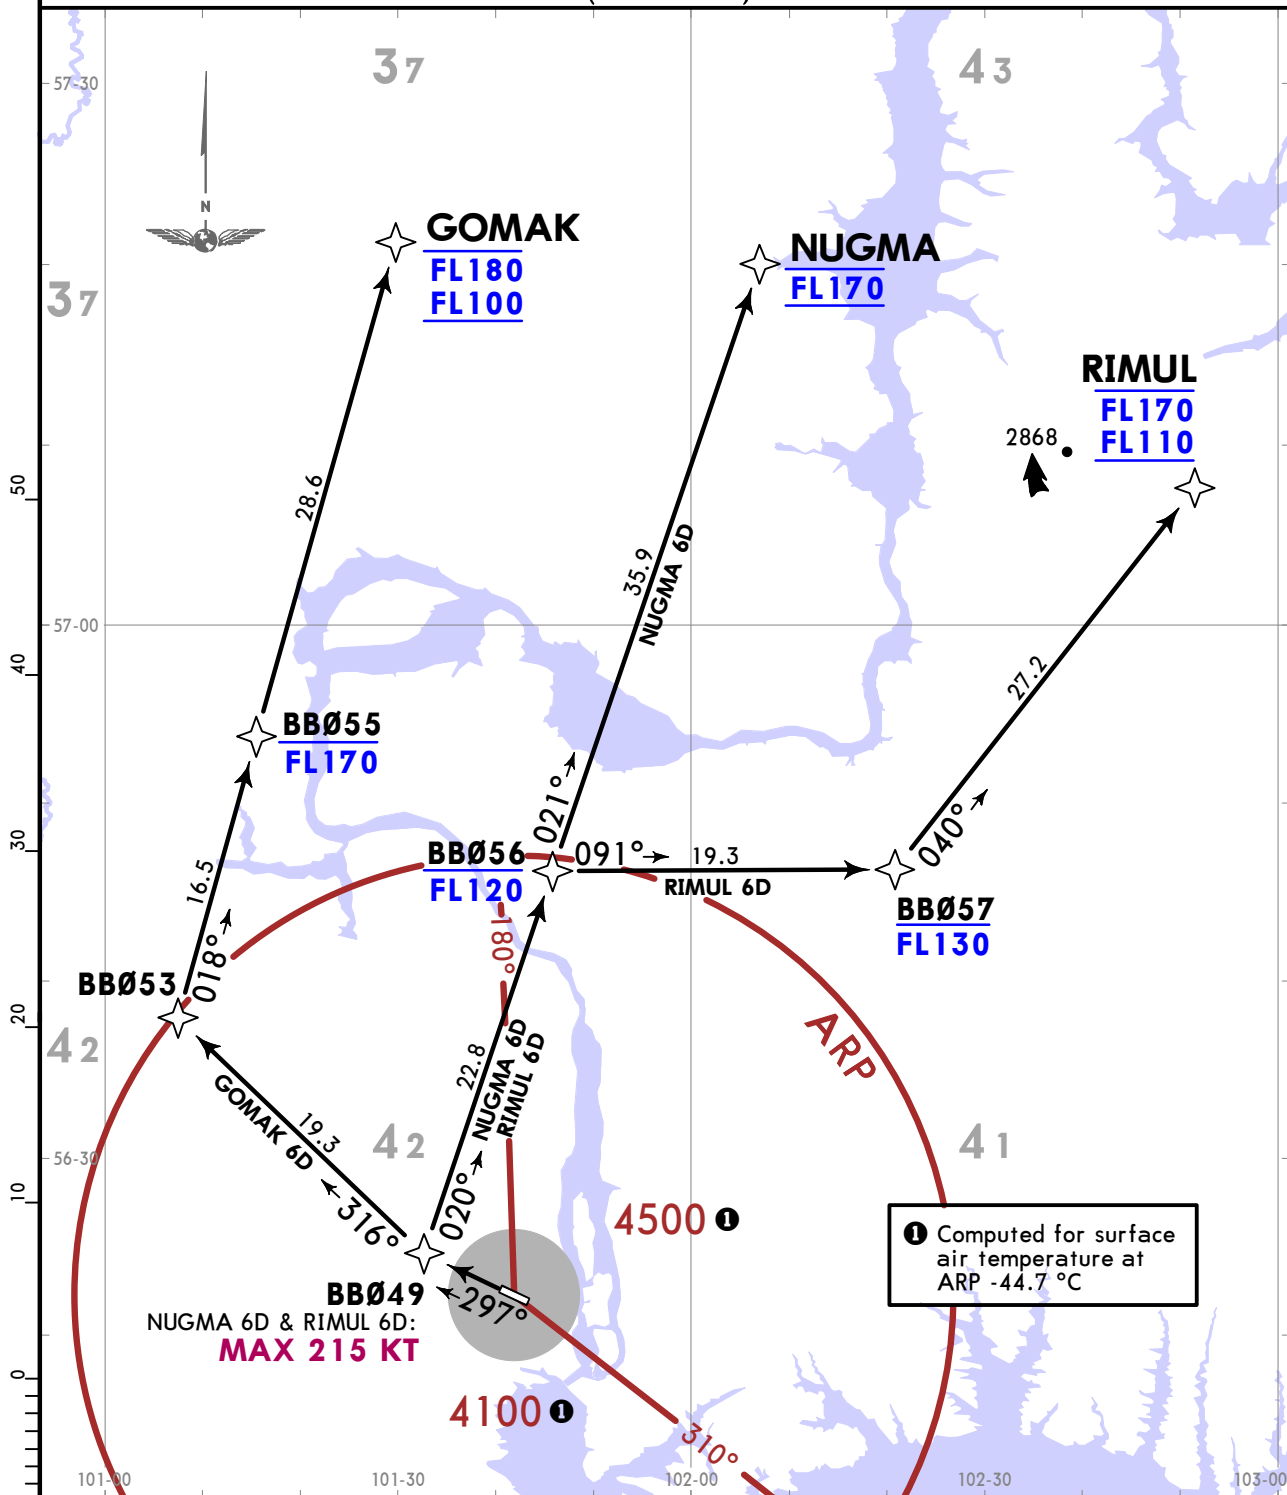 37
43
57-30
N
GOMAK
FL180
FL100
NUGMA
FL170
37
RIMUL
FL170
FL110
2868
50
28.6
35.9
NUGMA 6D
57-00
40
27.2
BBØ55
FL170
021°
040°
30
BBØ56
FL120
091°
19.3
RIMUL 6D
16.5
BBØ57
FL130
018°
180°
BBØ53
20
42
ARP
22.8
NUGMA 6D
RIMUL 6D
19.3
GOMAK 6D
42
41
56-30
316°
020°
10
4500 1
1 Computed for surface
air temperature at
ARP -44.7 °C
BBØ49
297°
NUGMA 6D & RIMUL 6D:
MAX 215 KT
0
4100 1
310°
101-00
101-30
102-00
102-30
103-00